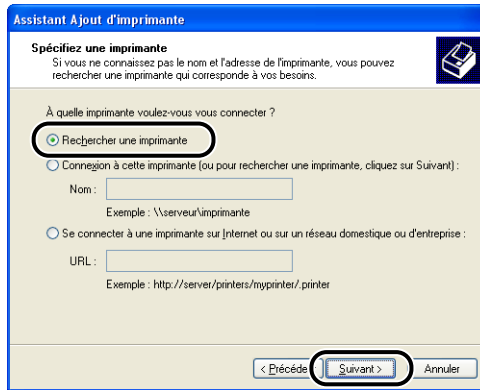 Assistant Ajout d'imprimante
Spécifiez une imprimante
Si vous ne connaissez pas le nom et l'adresse de l'imprimante, vous pouvez
rechercher une imprimante qui corresponde à vos besoins.
À quelle imprimante voulez-vous vous connecter ?
Rechercher une imprimante
Connexion à cette imprimante (ou pour rechercher une imprimante, cliquez sur Suivant) :
Nom :
Exemple : \\serveur\imprimante
Se connecter à une imprimante sur Internet ou sur un réseau domestique ou d'entreprise :
URL :
Exemple : http://server/printers/myprinter/.printer
< Précéde
Suivant >
Annuler